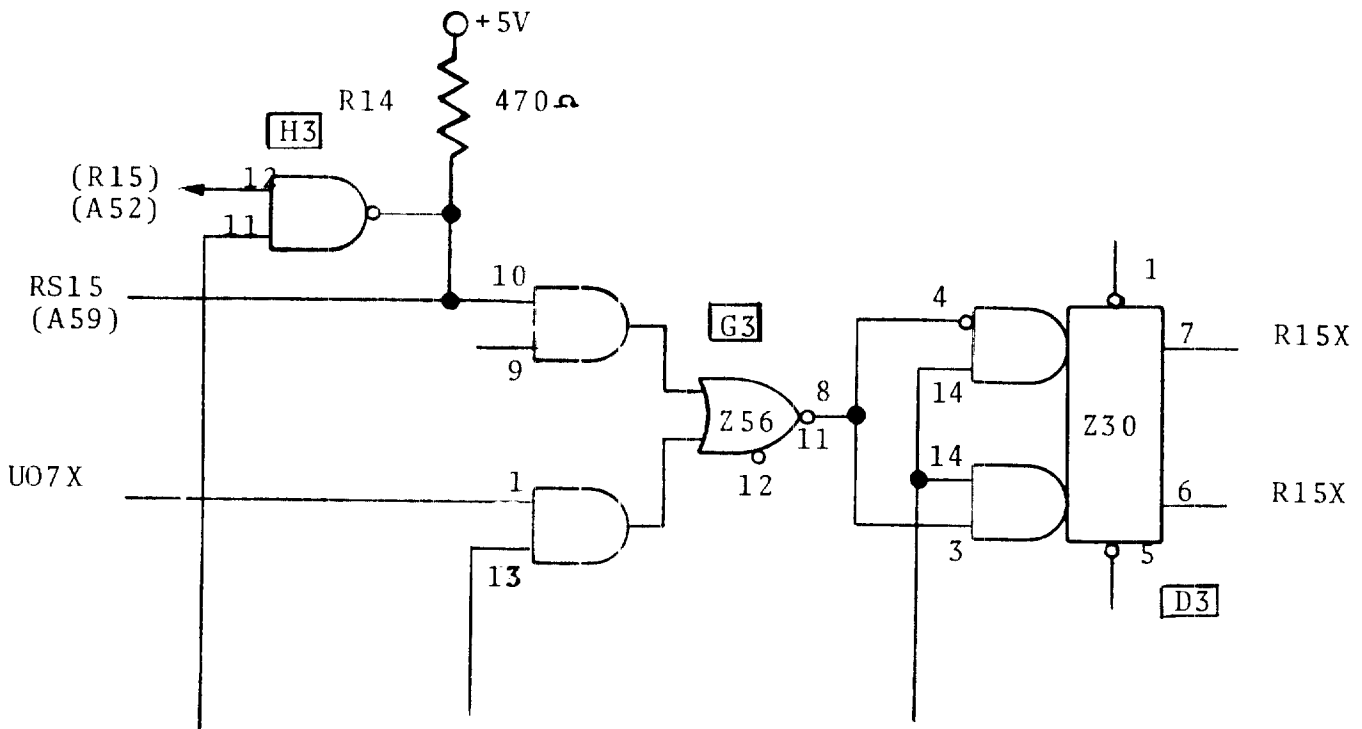 +5V
R14 470Ω
H3
(R15) 12
(A52)
11
RS15 10
(A59)
9
G3
4
1
7 R15X
14
8
Z56
11
Z30
12
14
UO7X 1
6 R15X
13
3
5
D3